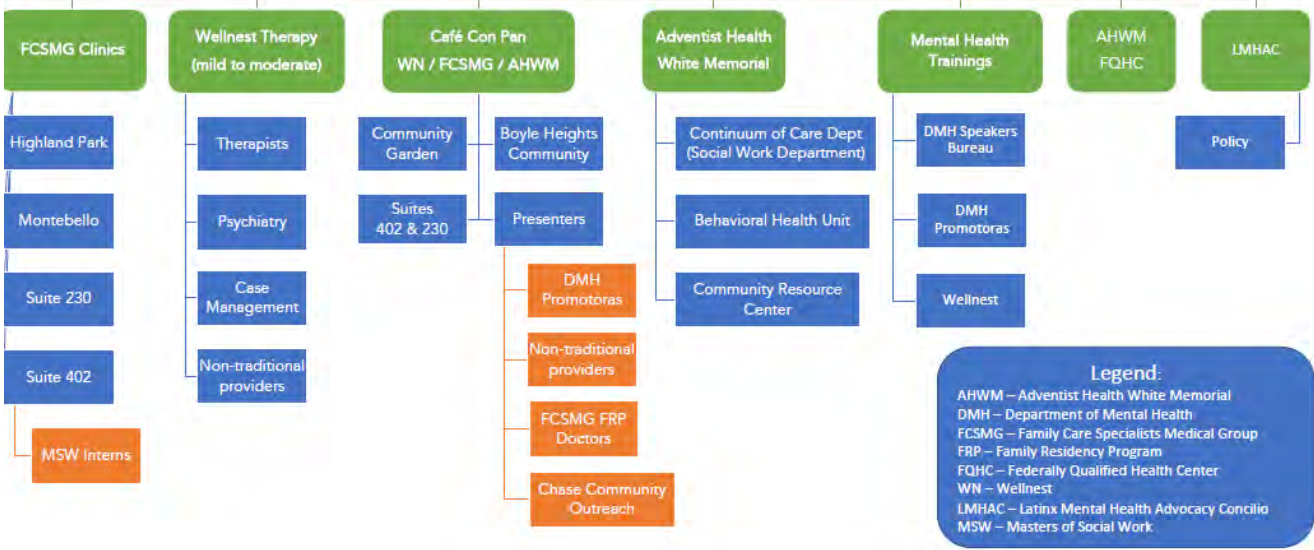 FCSMG Clinics
Highland Park
Montebello
Suite 230
Suite 402
MSW Interns
Wellnest Therapy
(mild to moderate)
Therapists
Psychiatry
Case
Management
Non-traditional
providers
Café Con Pan
WN / FCSMG / AHWM
Community
Garden
Boyle Heights
Community
Suites
402 & 230
Presenters
DMH
Promotoras
Non-traditional
providers
FCSMG FRP
Doctors
Chase Community
Outreach
Adventist Health
White Memorial
Continuum of Care Dept
(Social Work Department)
Behavioral Health Unit
Community Resource
Center
Mental Health
Trainings
DMH Speakers
Bureau
DMH
Promotoras
Wellnest
AHWM
FQHC
LMHAC
Policy
Legend:
AHWM – Adventist Health White Memorial
DMH – Department of Mental Health
FCSMG – Family Care Specialists Medical Group
FRP – Family Residency Program
FQHC – Federally Qualified Health Center
WN – Wellnest
LMHAC – Latinx Mental Health Advocacy Concilio
MSW – Masters of Social Work